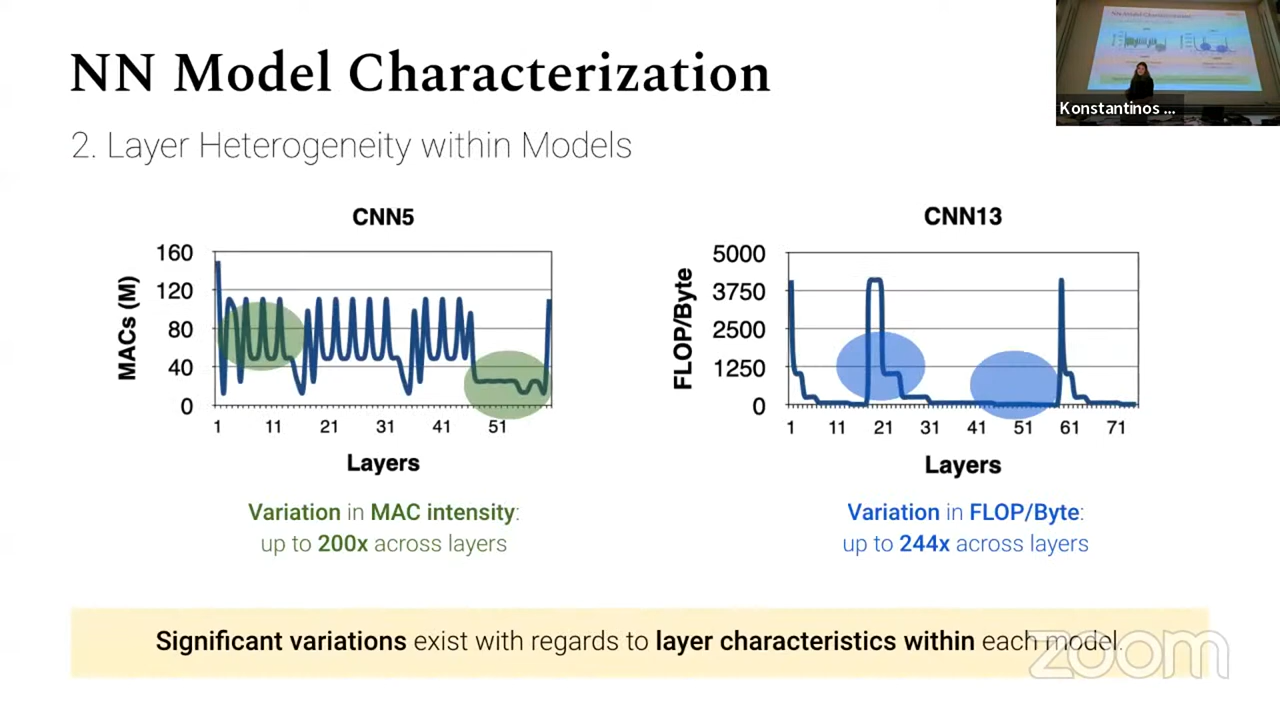 NN Model Characterization
Konstantinos ...
2. Layer Heterogeneity within Models
CNN5
MACs (M)
160
120
80
40
0
1 11 21 31 41 51
Layers
Variation in MAC intensity:
up to 200x across layers
CNN13
FLOP/Byte
5000
3750
2500
1250
0
1 11 21 31 41 51 61 71
Layers
Variation in FLOP/Byte:
up to 244x across layers
Significant variations exist with regards to layer characteristics within each model.
zoom